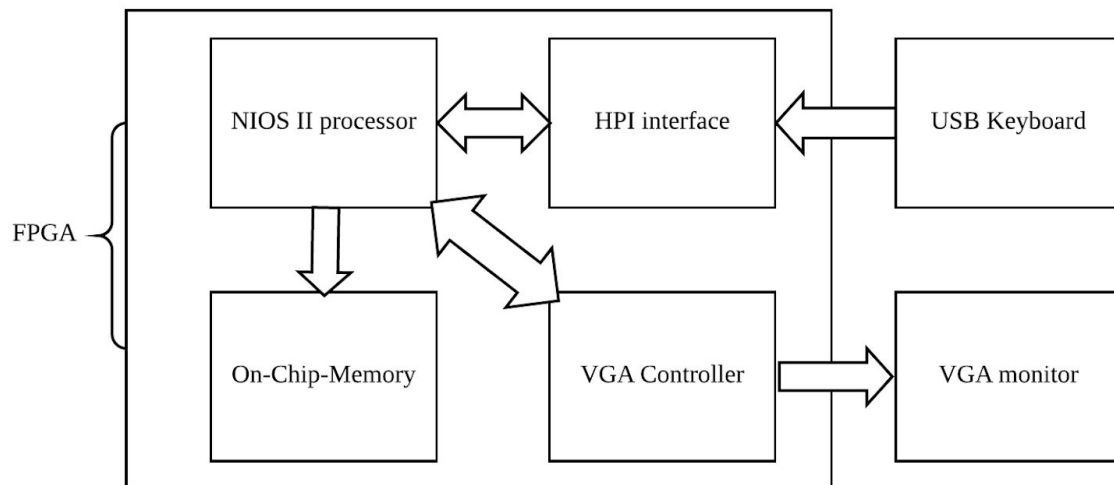 NIOS II processor
HPI interface
USB Keyboard
FPGA
On-Chip-Memory
VGA Controller
VGA monitor